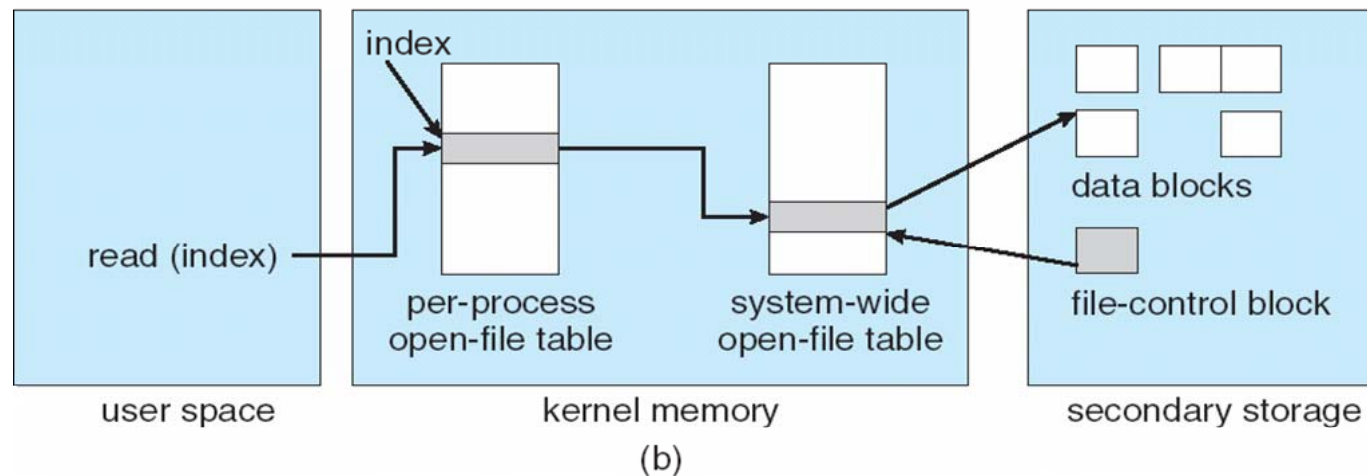 index
read (index)
per-process
open-file table
system-wide
open-file table
data blocks
file-control block
user space
kernel memory
secondary storage
(b)